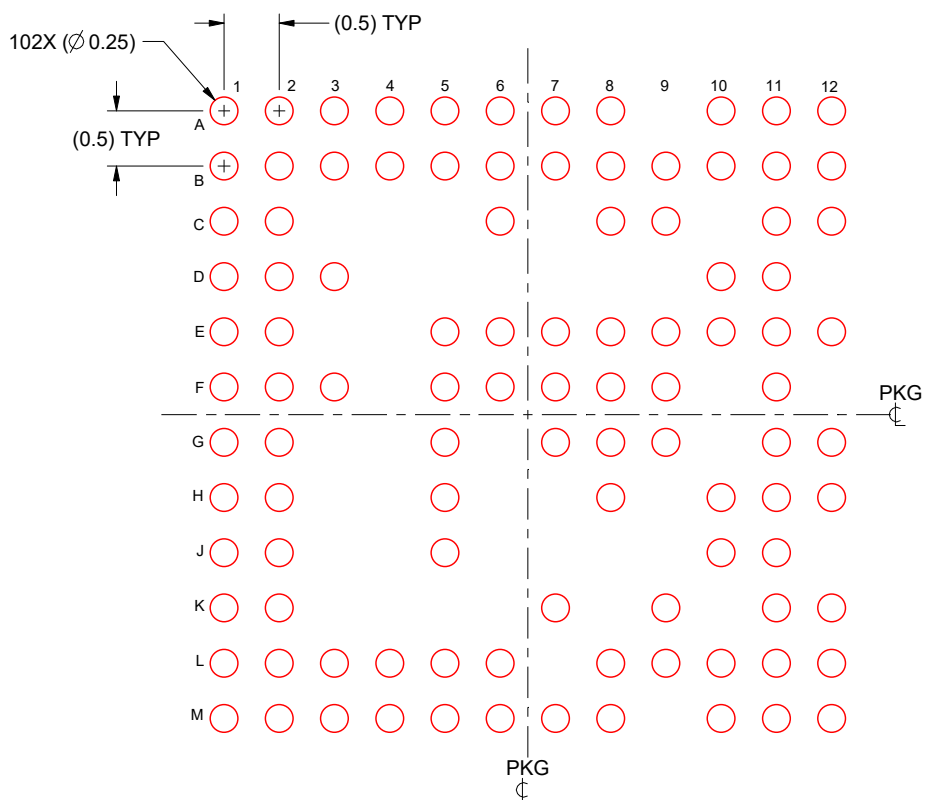 (0.5) TYP
102X (∅ 0.25)
1 2 3 4 5 6 7 8 9 10 11 12
A
(0.5) TYP
B
C
D
E
F
PKG
℄
G
H
J
K
L
M
PKG
℄